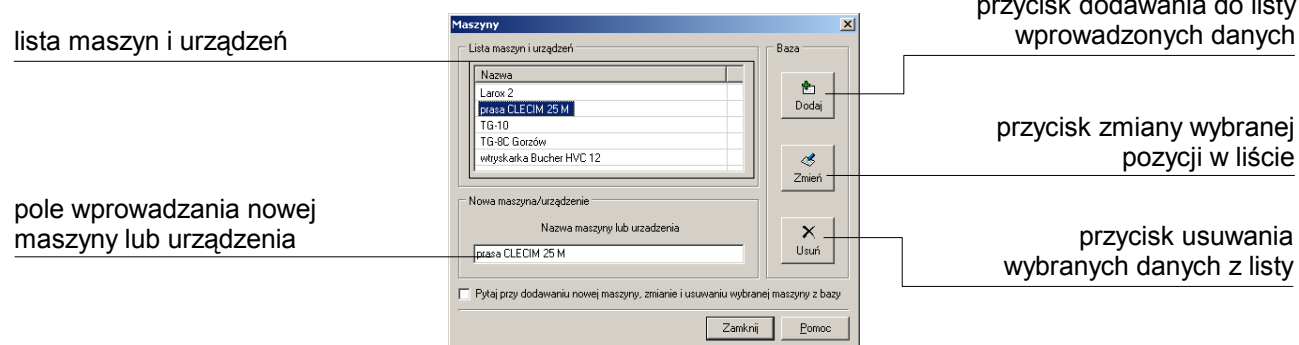 przycisk dodawania do listy
wprowadzonych danych
lista maszyn i urządzeń
Maszyny
Lista maszyn i urządzeń
Nazwa
Larox 2
prasa CLECIM 25 M
TG-10
TG-8C Gorzów
wtryskarka Bucher HVC 12
Baza
Dodaj
Zmień
Usuń
przycisk zmiany wybranej
pozycji w liście
pole wprowadzania nowej
maszyny lub urządzenia
Nowa maszyna/urządzenie
Nazwa maszyny lub urzadzenia
prasa CLECIM 25 M
przycisk usuwania
wybranych danych z listy
Pytaj przy dodawaniu nowej maszyny, zmianie i usuwaniu wybranej maszyny z bazy
Zamknij
Pomoc